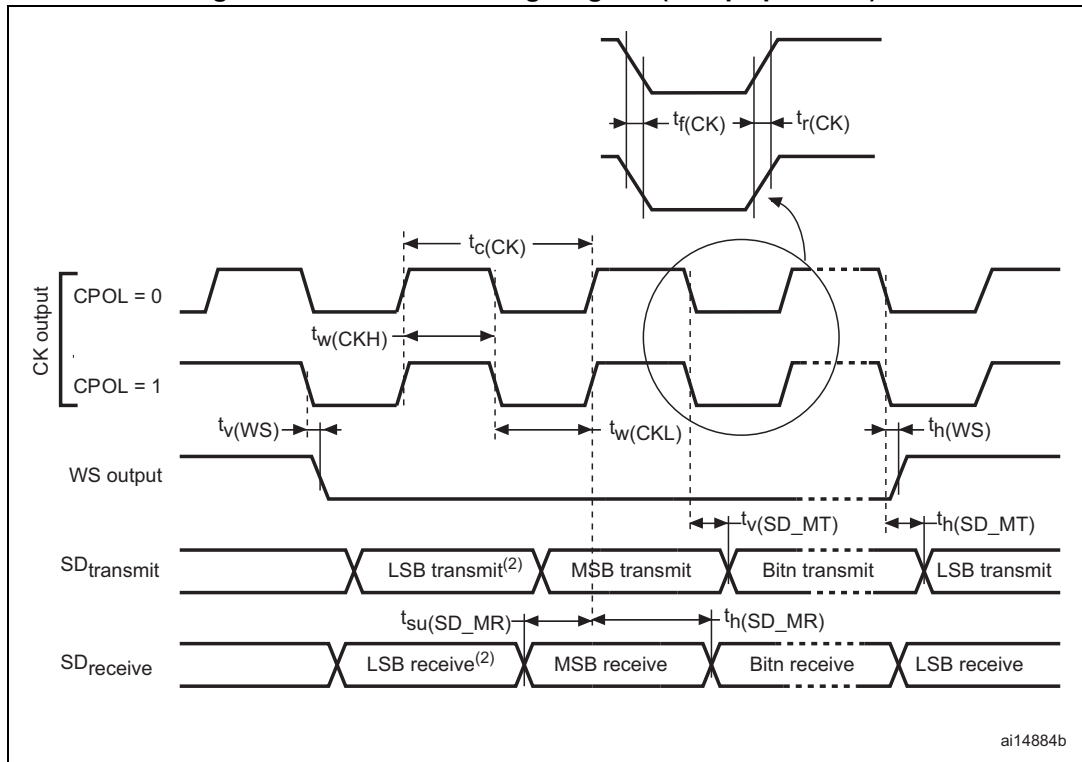 tf(CK)
tr(CK)
tc(CK)
CK output
CPOL = 0
tw(CKH)
CPOL = 1
tv(WS)
tw(CKL)
th(WS)
WS output
tv(SD_MT)
th(SD_MT)
SDtransmit
LSB transmit(2)
MSB transmit
Bitn transmit
LSB transmit
tsu(SD_MR)
th(SD_MR)
SDreceive
LSB receive(2)
MSB receive
Bitn receive
LSB receive
ai14884b